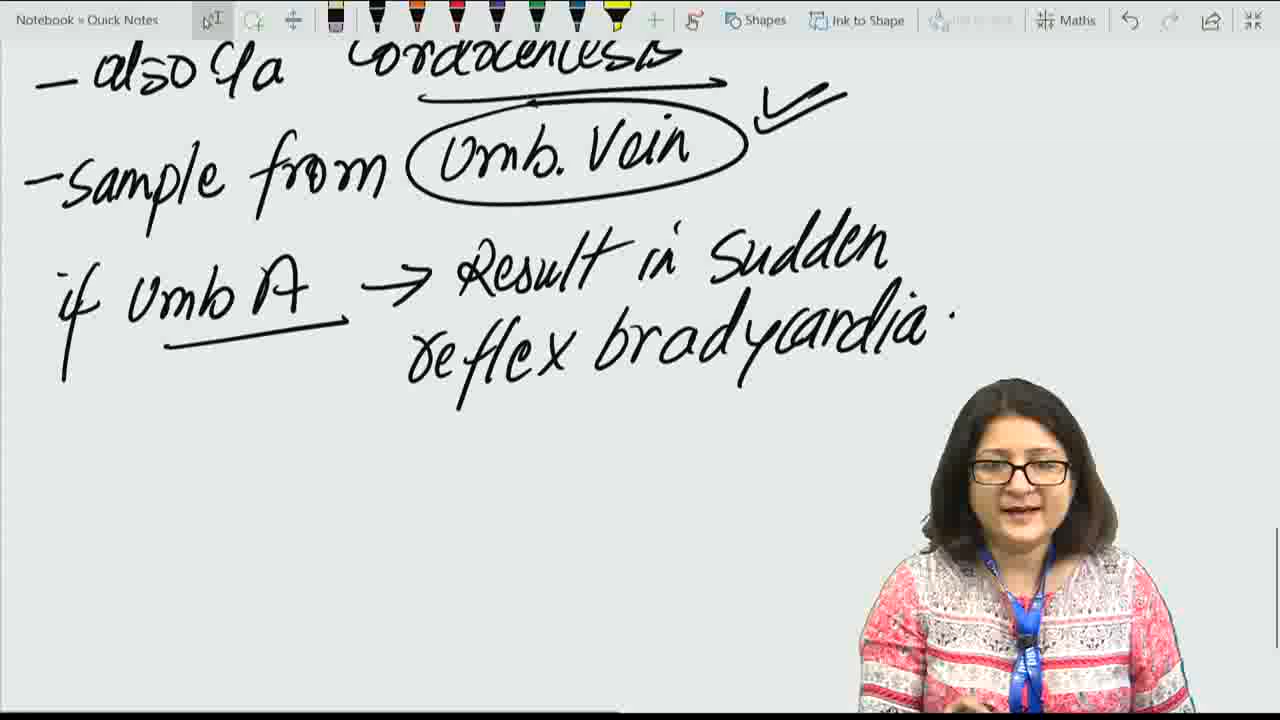 Notebook » Quick Notes
Shapes
Ink to Shape
Maths
- also C/a Cordocentesis
- Sample from Umb. Vein
if Umb A → Result in Sudden
reflex bradycardia.